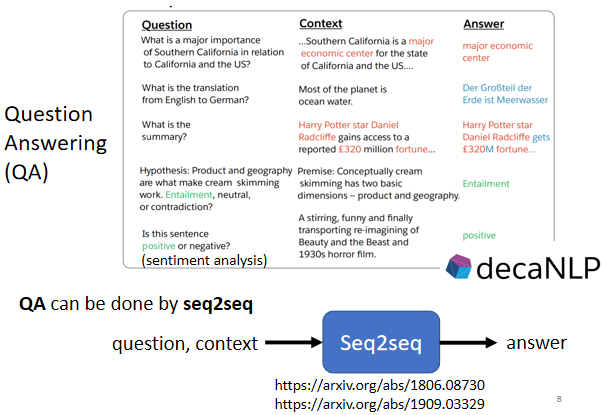 Question
Context
Answer
What is a major importance
of Southern California in relation
to California and the US?
...Southern California is a major
economic center for the state
of California and the US....
major economic
center
What is the translation
from English to German?
Most of the planet is
ocean water.
Der Großteil der
Erde ist Meerwasser
What is the
summary?
Harry Potter star Daniel
Radcliffe gains access to a
reported £320 million fortune...
Harry Potter star
Daniel Radcliffe gets
£320M fortune...
Hypothesis: Product and geography
are what make cream skimming
work. Entailment, neutral,
or contradiction?
Premise: Conceptually cream
skimming has two basic
dimensions – product and geography.
Entailment
Is this sentence
positive or negative?
(sentiment analysis)
A stirring, funny and finally
transporting re-imagining of
Beauty and the Beast and
1930s horror film.
positive
Question
Answering
(QA)
decaNLP
QA can be done by seq2seq
question, context
Seq2seq
answer
https://arxiv.org/abs/1806.08730
https://arxiv.org/abs/1909.03329
8